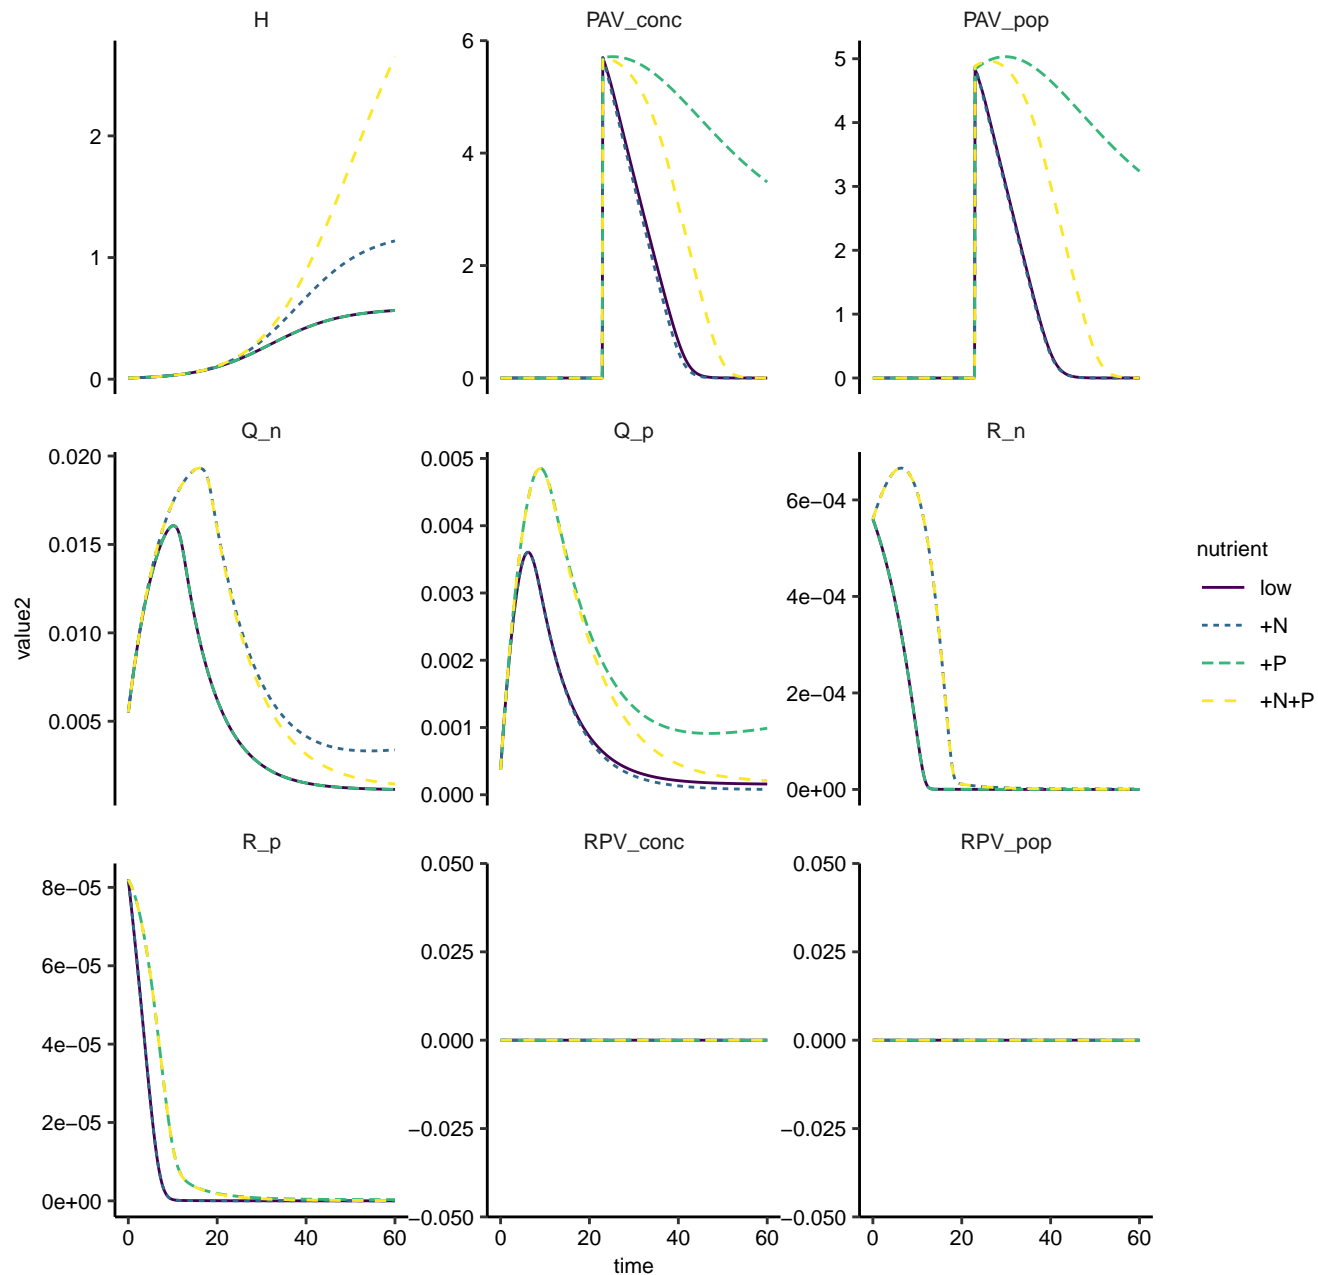 H
PAV_conc
PAV_pop
2
1
0
6
4
2
0
5
4
3
2
1
0
Q_n
Q_p
R_n
0.020
0.015
0.010
0.005
0.005
0.004
0.003
0.002
0.001
0.000
6e−04
4e−04
2e−04
0e+00
value2
nutrient
low
+N
+P
+N+P
R_p
RPV_conc
RPV_pop
8e−05
6e−05
4e−05
2e−05
0e+00
0.050
0.025
0.000
−0.025
−0.050
0.050
0.025
0.000
−0.025
−0.050
0 20 40 60
0 20 40 60
0 20 40 60
time